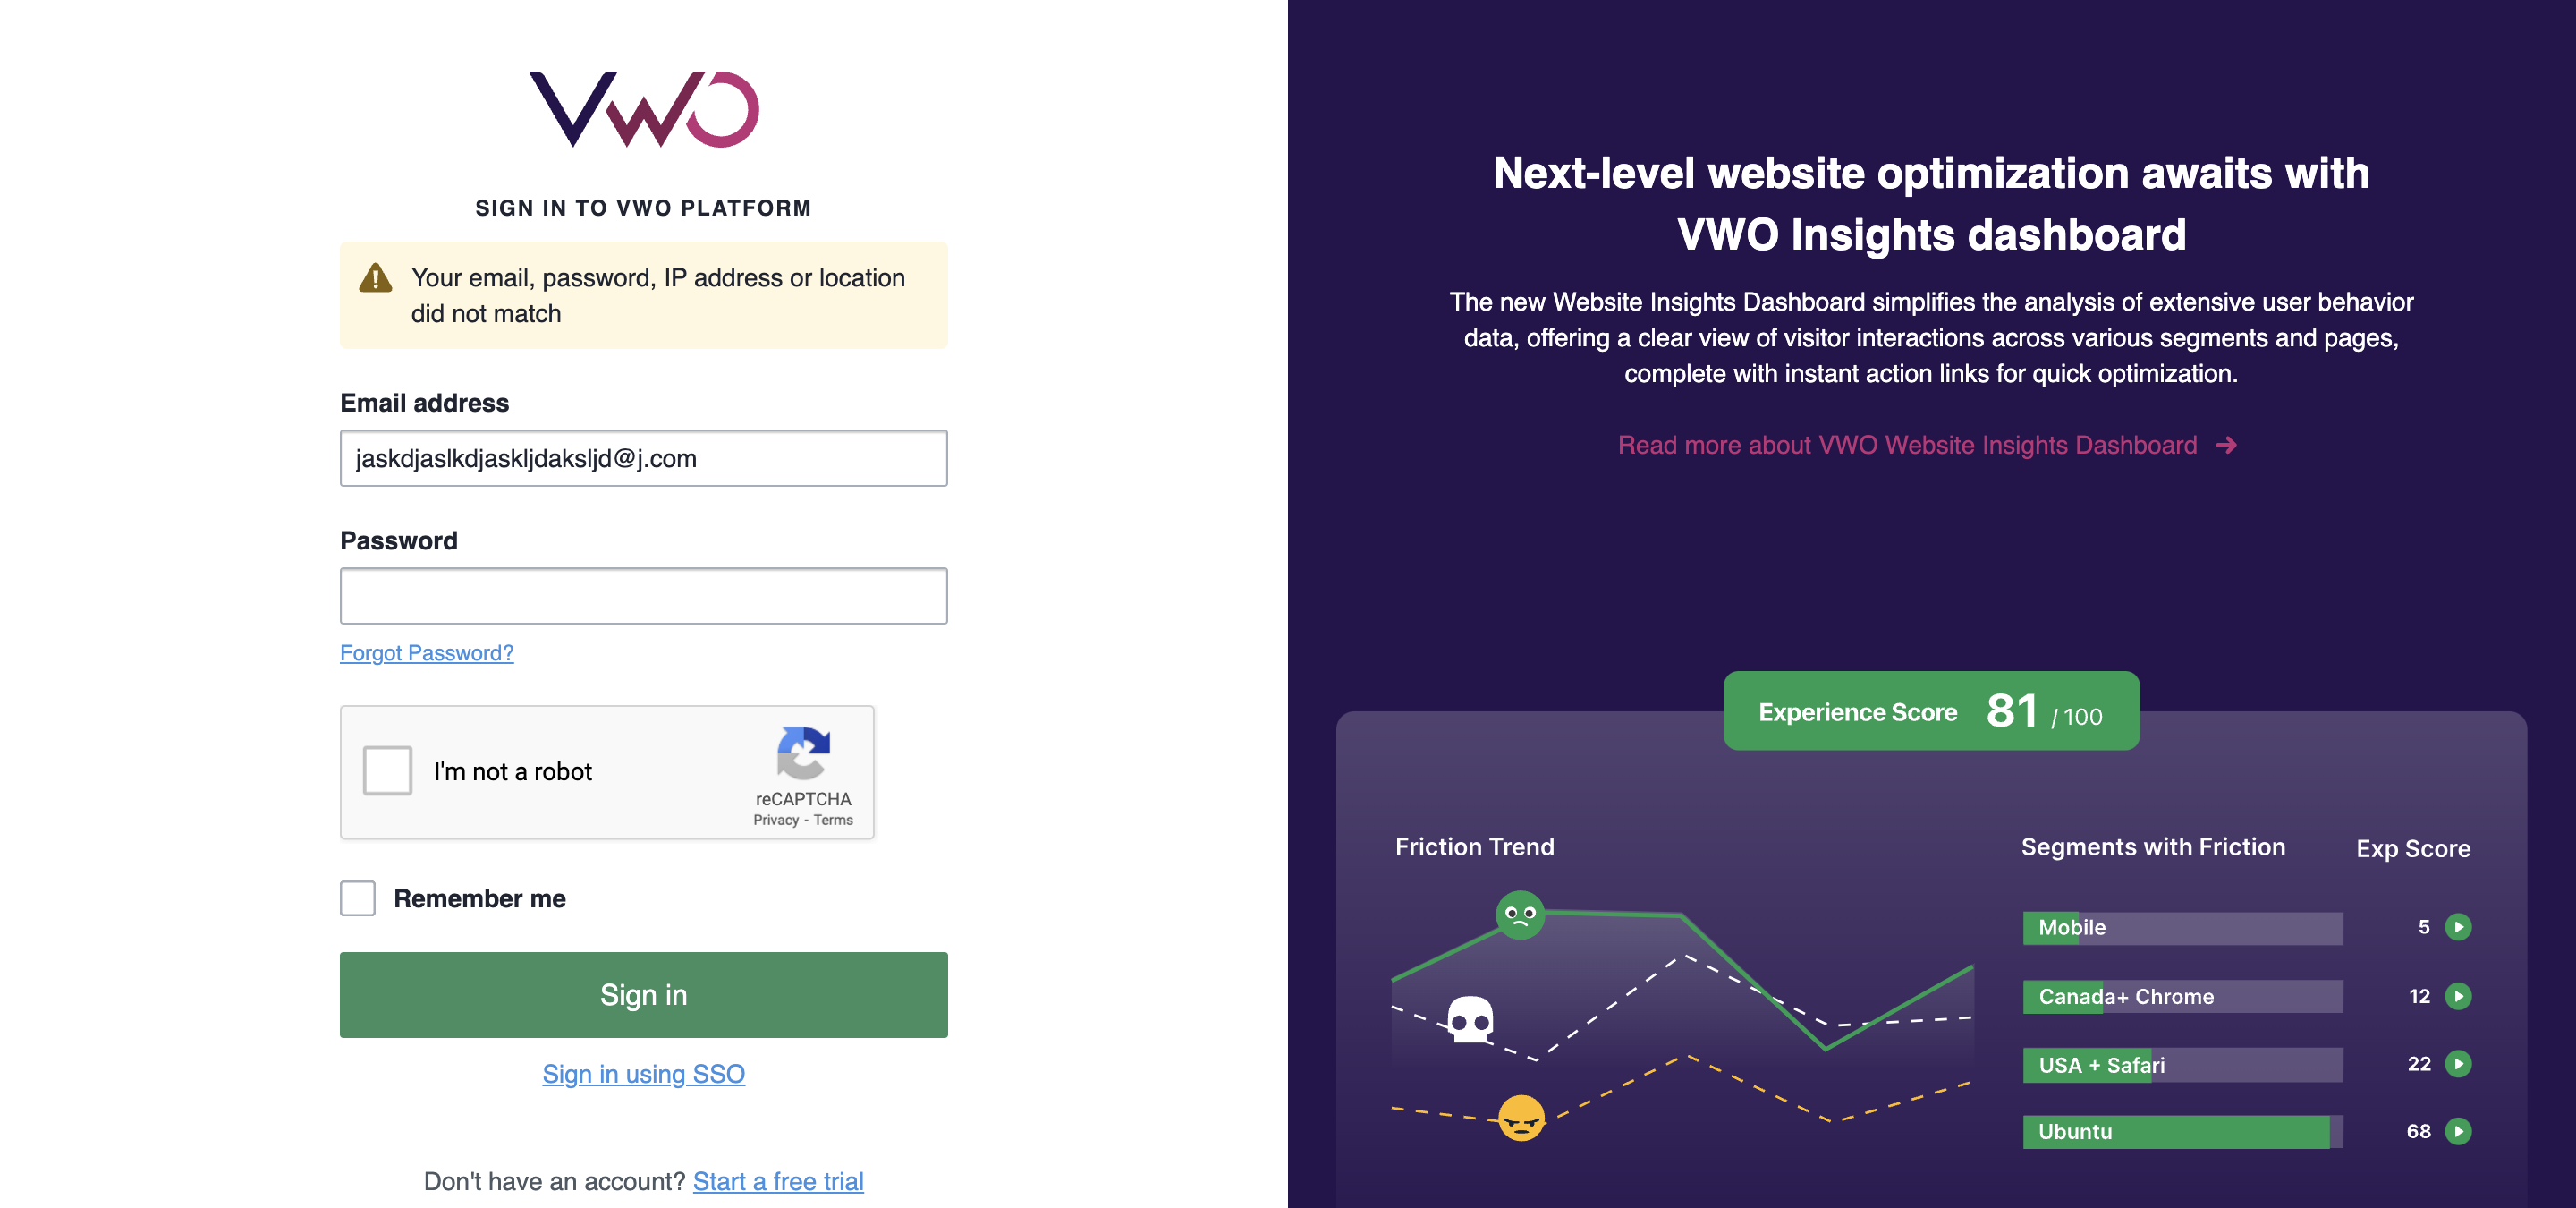 VWO
SIGN IN TO VWO PLATFORM
Your email, password, IP address or location
did not match
Email address
jaskdjaslkdjaskljdaksljd@j.com
Password
Forgot Password?
I'm not a robot
reCAPTCHA
Privacy - Terms
Remember me
Sign in
Sign in using SSO
Don't have an account? Start a free trial
Next-level website optimization awaits with
VWO Insights dashboard
The new Website Insights Dashboard simplifies the analysis of extensive user behavior
data, offering a clear view of visitor interactions across various segments and pages,
complete with instant action links for quick optimization.
Read more about VWO Website Insights Dashboard
Experience Score 81 / 100
Friction Trend
Segments with Friction Exp Score
Mobile 5
Canada+ Chrome 12
USA + Safari 22
Ubuntu 68